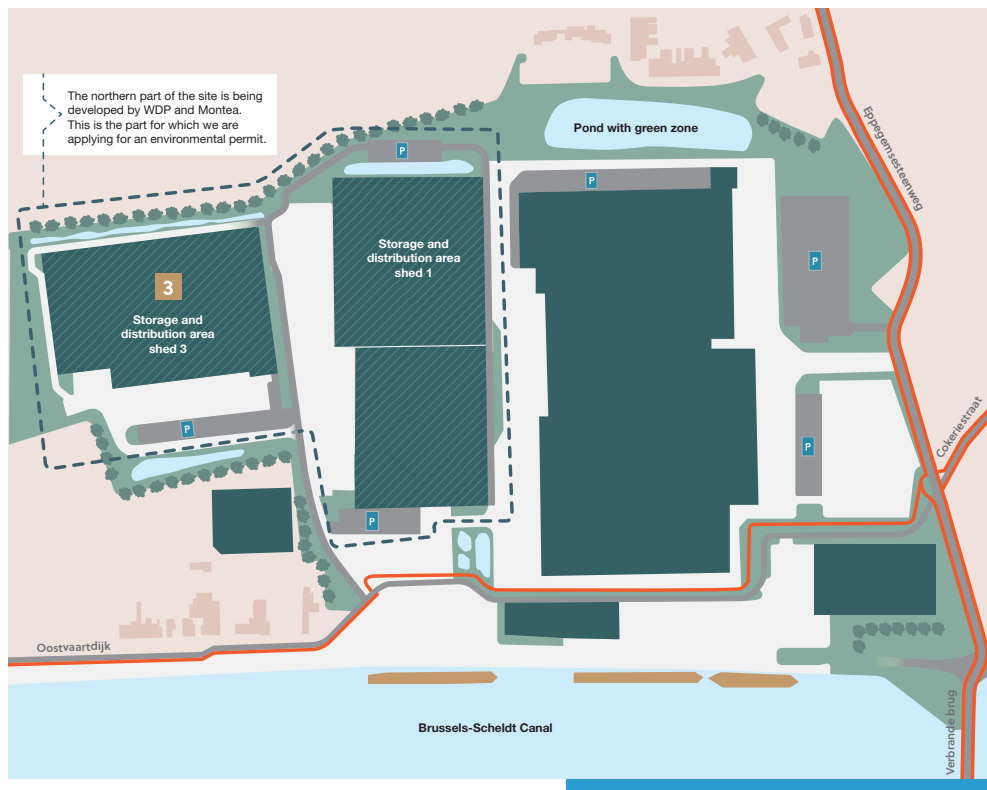 The northern part of the site is being
developed by WDP and Montea.
This is the part for which we are
applying for an environmental permit.
Pond with green zone
Eppegemsesteenweg
P
P
Storage and
distribution area
shed 1
P
3
Storage and
distribution area
shed 3
P
P
P
Cokeriestraat
Oostvaartdijk
Verbrande brug
Brussels-Scheldt Canal